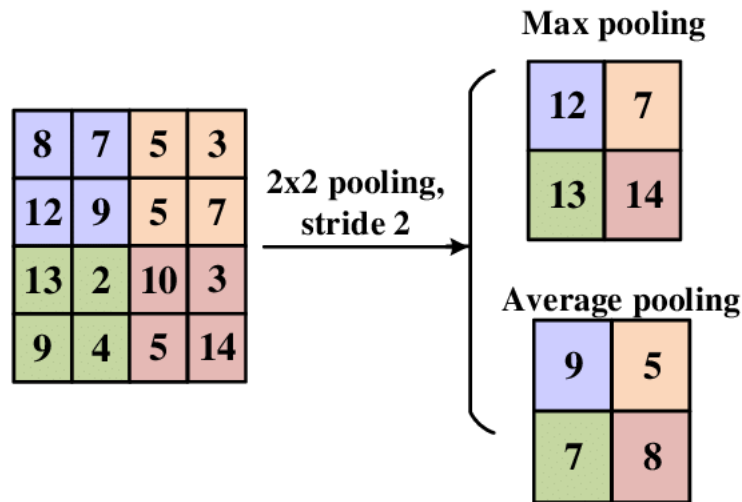 Max pooling
12 7
13 14
8 7 5 3
12 9 5 7
13 2 10 3
9 4 5 14
2x2 pooling,
stride 2
Average pooling
9 5
7 8